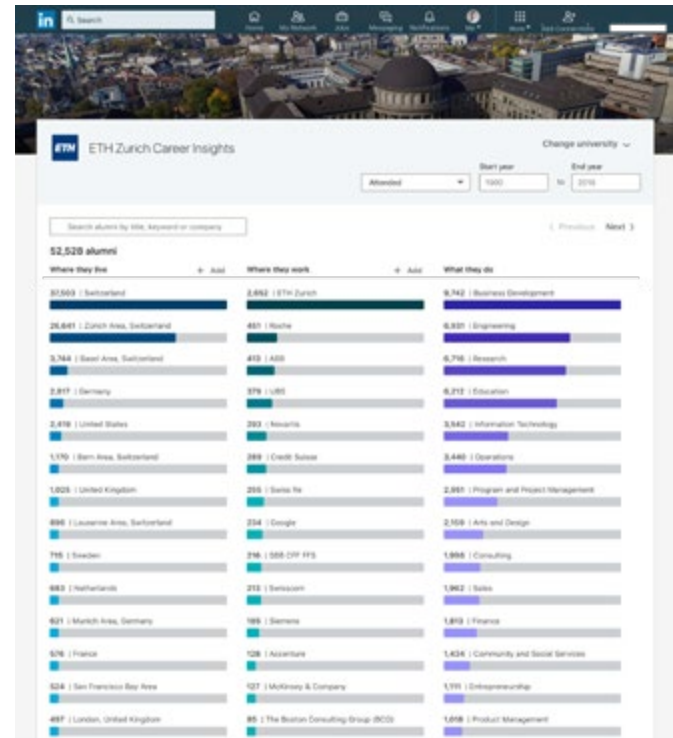 in
Search
Home My Network Jobs Messaging Notifications Me More
ETH ETH Zurich Career Insights
Change university
Start year End year
Attended 1900 to 2018
Search alumni by title, keyword or company
Previous Next
52,528 alumni
Where they live + Add
Where they work + Add
What they do
37,503 | Switzerland
2,692 | ETH Zurich
9,742 | Business Development
26,641 | Zürich Area, Switzerland
451 | Roche
6,931 | Engineering
3,744 | Basel Area, Switzerland
413 | ABB
6,716 | Research
2,917 | Germany
379 | UBS
6,212 | Education
2,419 | United States
293 | Novartis
3,542 | Information Technology
1,170 | Bern Area, Switzerland
289 | Credit Suisse
3,440 | Operations
1,025 | United Kingdom
255 | Swiss Re
2,951 | Program and Project Management
896 | Lausanne Area, Switzerland
234 | Google
2,159 | Arts and Design
715 | Sweden
216 | SBB CFF FFS
1,998 | Consulting
693 | Netherlands
213 | Swisscom
1,962 | Sales
621 | Munich Area, Germany
195 | Siemens
1,813 | Finance
576 | France
128 | Accenture
1,424 | Community and Social Services
524 | San Francisco Bay Area
127 | McKinsey & Company
1,111 | Entrepreneurship
497 | London, United Kingdom
85 | The Boston Consulting Group (BCG)
1,018 | Product Management